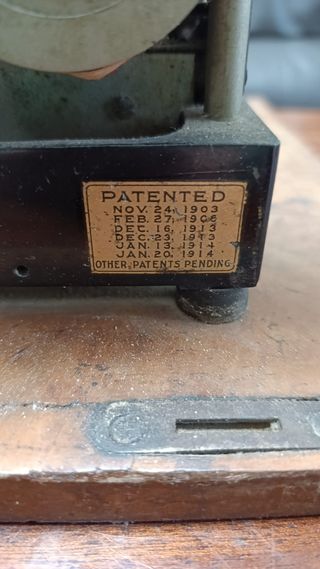 PATENTED
NOV. 24, 1903
FEB. 27, 1906
DEC. 16, 1913
DEC. 23, 1913
JAN. 13, 1914
JAN. 20, 1914
OTHER PATENTS PENDING